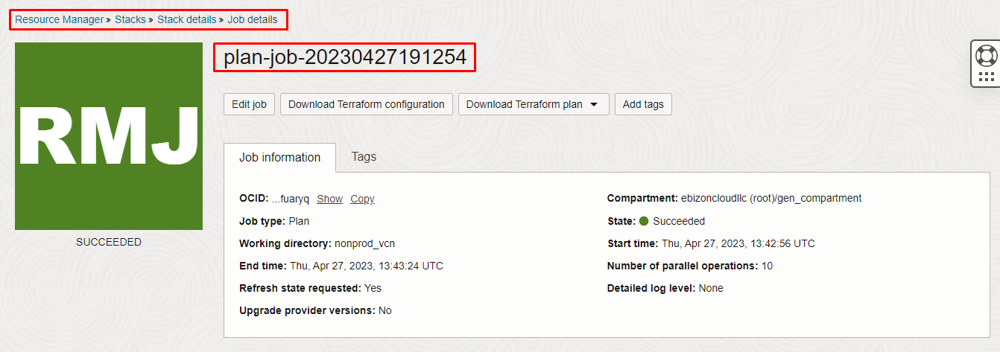 Resource Manager » Stacks » Stack details » Job details
RMJ
SUCCEEDED
plan-job-20230427191254
Edit job Download Terraform configuration Download Terraform plan Add tags
Job information Tags
OCID: ...fuaryq Show Copy
Job type: Plan
Working directory: nonprod_vcn
End time: Thu, Apr 27, 2023, 13:43:24 UTC
Refresh state requested: Yes
Upgrade provider versions: No
Compartment: ebizoncloudllc (root)/gen_compartment
State: Succeeded
Start time: Thu, Apr 27, 2023, 13:42:56 UTC
Number of parallel operations: 10
Detailed log level: None